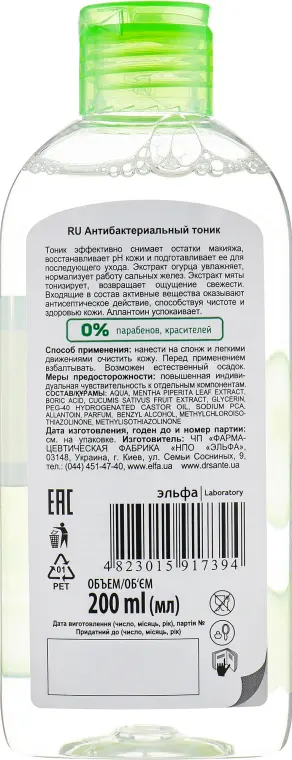 RU Антибактериальный тоник
Тоник эффективно снимает остатки макияжа,
восстанавливает pH кожи и подготавливает ее для
последующего ухода. Экстракт огурца увлажняет,
нормализует работу сальных желез. Экстракт мяты
тонизирует, возвращает ощущение свежести.
Входящие в состав активные вещества оказывают
антисептическое действие, способствуя чистоте и
здоровью кожи. Аллантоин успокаивает.
0% парабенов, красителей
Способ применения: нанести на спонж и легкими
движениями очистить кожу. Перед применением
взбалтывать. Возможен естественный осадок.
Меры предосторожности: повышенная индиви-
дуальная чувствительность к отдельным компонентам.
СОСТАВ/КУРАМЫ: AQUA, MENTHA PIPERITA LEAF EXTRACT,
BORIC ACID, CUCUMIS SATIVUS FRUIT EXTRACT, GLYCERIN,
PEG-40 HYDROGENATED CASTOR OIL, SODIUM PCA,
ALLANTOIN, PARFUM, BENZYL ALCOHOL, METHYLCHLOROISO-
THIAZOLINONE, METHYLISOTHIAZOLINONE
Дата изготовления, годен до и номер партии:
см. на упаковке. Изготовитель: ЧП «ФАРМА-
ЦЕВТИЧЕСКАЯ ФАБРИКА «НПО «ЭЛЬФА»,
03148, Украина, г. Киев, ул. Семьи Сосниных, 9,
тел.: (044) 451-47-40, www.elfa.ua, www.drsante.ua
EAC
эльфа Laboratory
01
PET
4 823015 917394
ОБЪЕМ/ОБ'ЄМ
200 ml (мл)
Дата виготовлення (число, місяць, рік), партія №
Придатний до (число, місяць, рік)